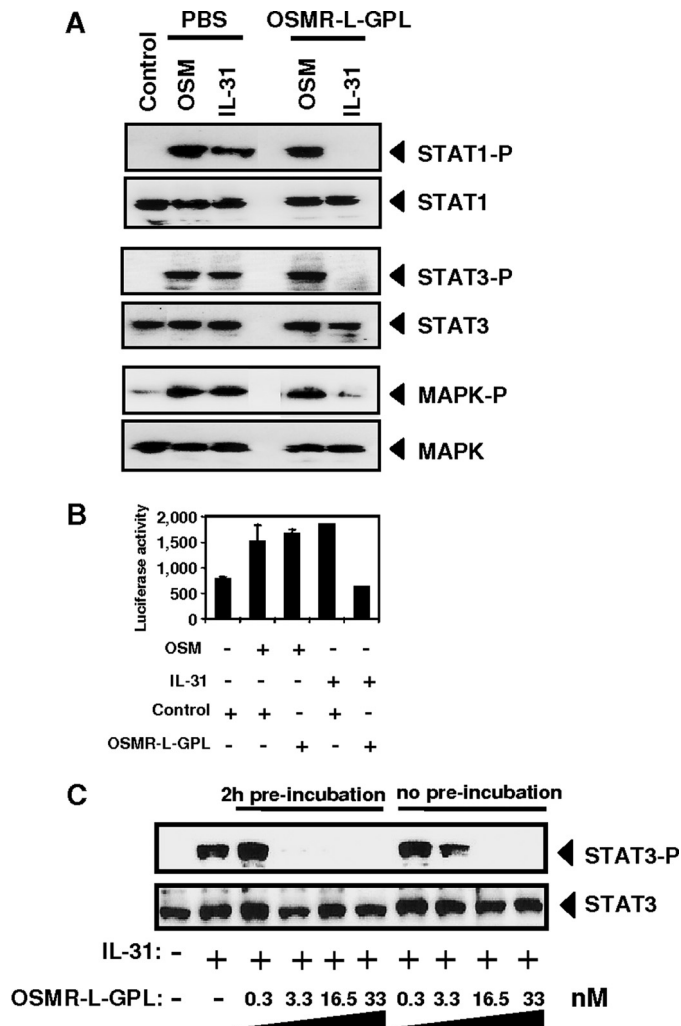 A
PBS OSMR-L-GPL
Control OSM IL-31 OSM IL-31
STAT1-P
STAT1
STAT3-P
STAT3
MAPK-P
MAPK
B
Luciferase activity
2,000
1,500
1,000
500
0
OSM - + + - -
IL-31 - - - + +
Control + + - + -
OSMR-L-GPL - - + - +
C
2h pre-incubation no pre-incubation
STAT3-P
STAT3
IL-31: - + + + + + + + + +
OSMR-L-GPL: - - 0.3 3.3 16.5 33 0.3 3.3 16.5 33 nM